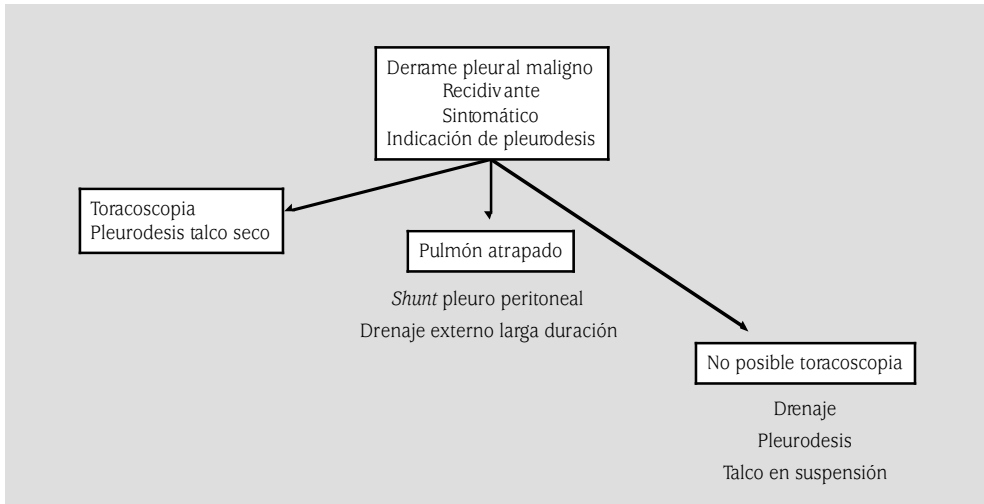 Derrame pleural maligno
Recidivante
Sintomático
Indicación de pleurodesis
Toracoscopia
Pleurodesis talco seco
Pulmón atrapado
Shunt pleuro peritoneal
Drenaje externo larga duración
No posible toracoscopia
Drenaje
Pleurodesis
Talco en suspensión